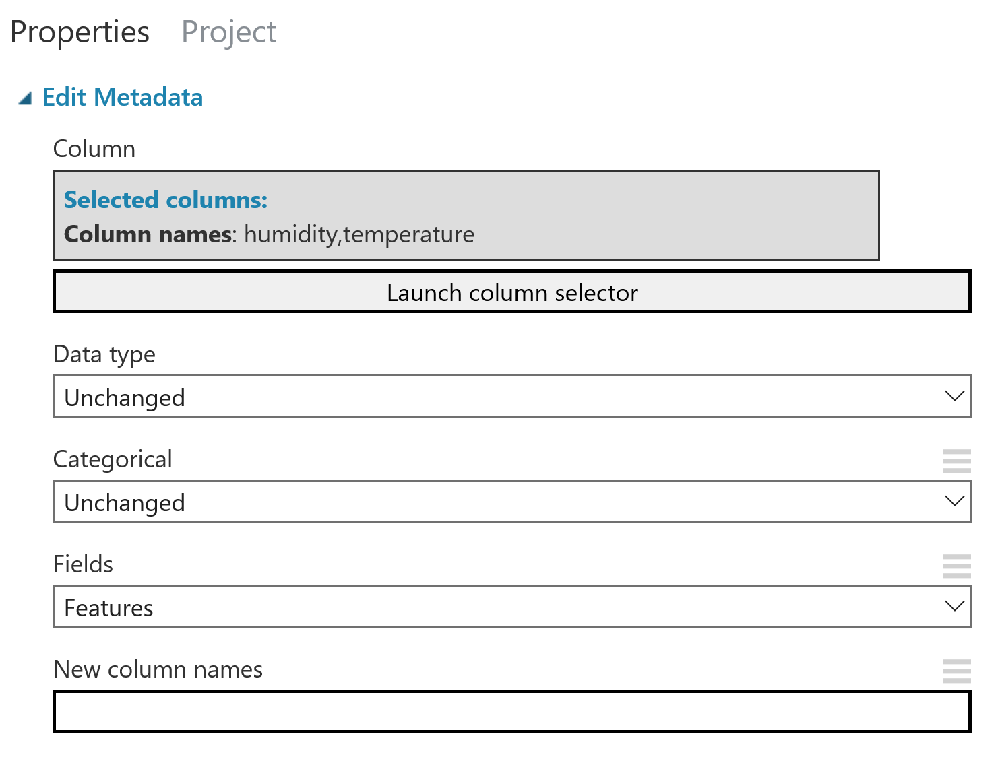 Properties Project
Edit Metadata
Column
Selected columns:
Column names: humidity,temperature
Launch column selector
Data type
Unchanged
Categorical
Unchanged
Fields
Features
New column names